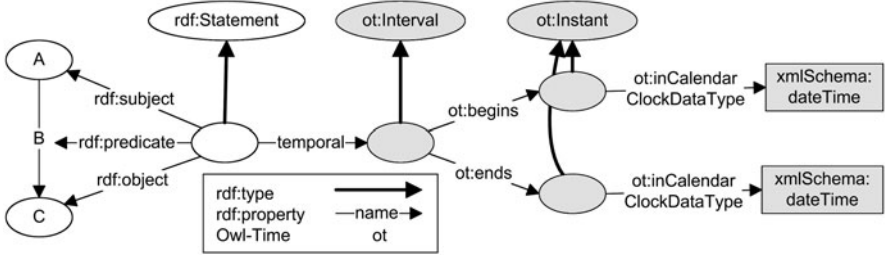 rdf:Statement
ot:Interval
ot:Instant
A
rdf:subject
B
rdf:predicate
temporal
rdf:object
C
ot:begins
ot:ends
ot:inCalendar
ClockDataType
xmlSchema:
dateTime
ot:inCalendar
ClockDataType
xmlSchema:
dateTime
rdf:type
rdf:property name
Owl-Time ot